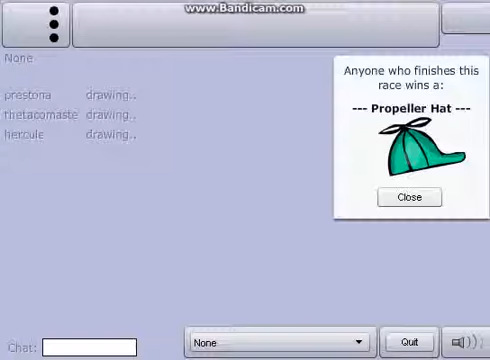 www.Bandicam.com
None
Anyone who finishes this
race wins a:
--- Propeller Hat ---
Close
prestona drawing..
thetacomaste drawing..
hercule drawing..
Chat:
None
Quit